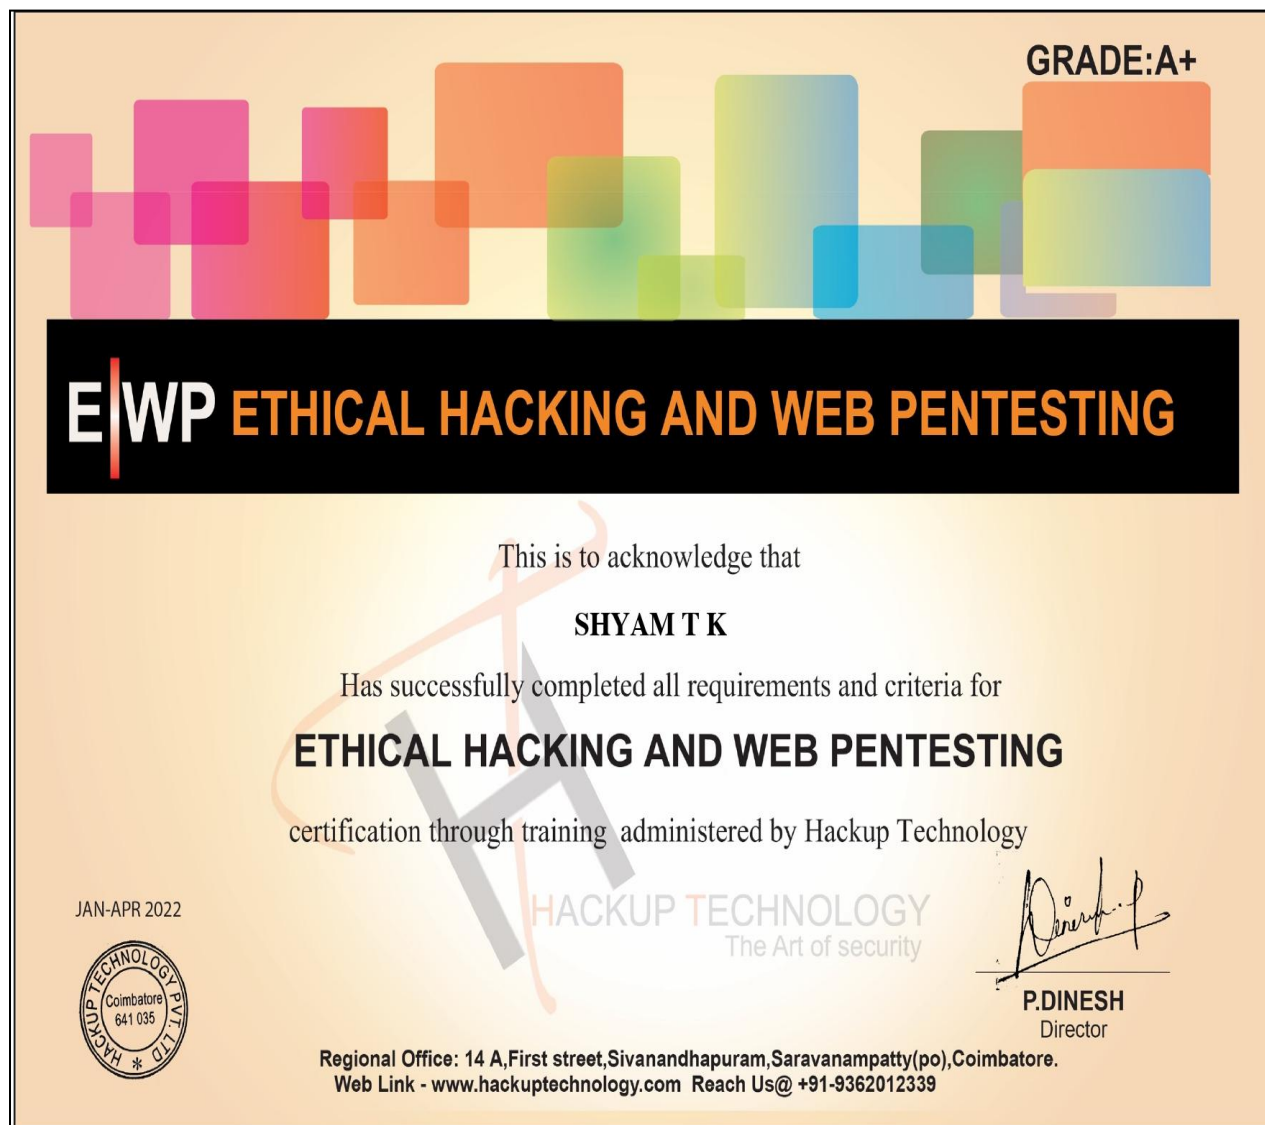 GRADE:A+
E|WP ETHICAL HACKING AND WEB PENTESTING
This is to acknowledge that
SHYAM T K
Has successfully completed all requirements and criteria for
ETHICAL HACKING AND WEB PENTESTING
certification through training administered by Hackup Technology
HACKUP TECHNOLOGY
The Art of security
JAN-APR 2022
HACKUP TECHNOLOGY PVT. LTD *
Coimbatore
641 035
Dinesh.P
P.DINESH
Director
Regional Office: 14 A,First street,Sivanandhapuram,Saravanampatty(po),Coimbatore.
Web Link - www.hackuptechnology.com Reach Us@ +91-9362012339